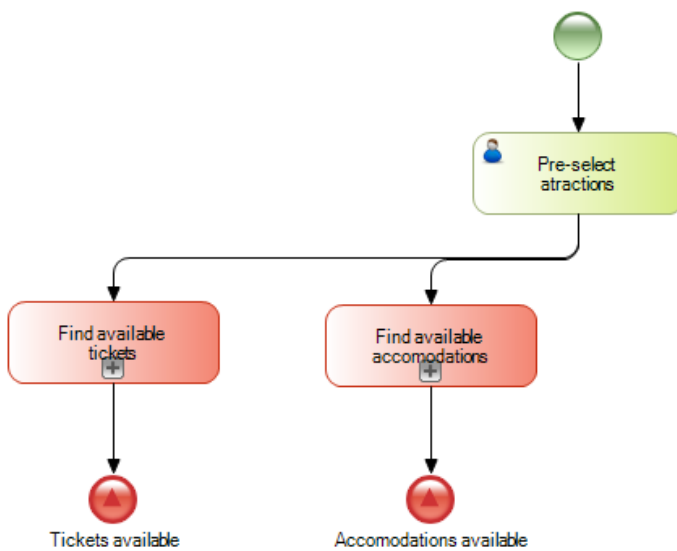 Pre-select
atractions
Find available
tickets
Find available
accomodations
Tickets available
Accomodations available